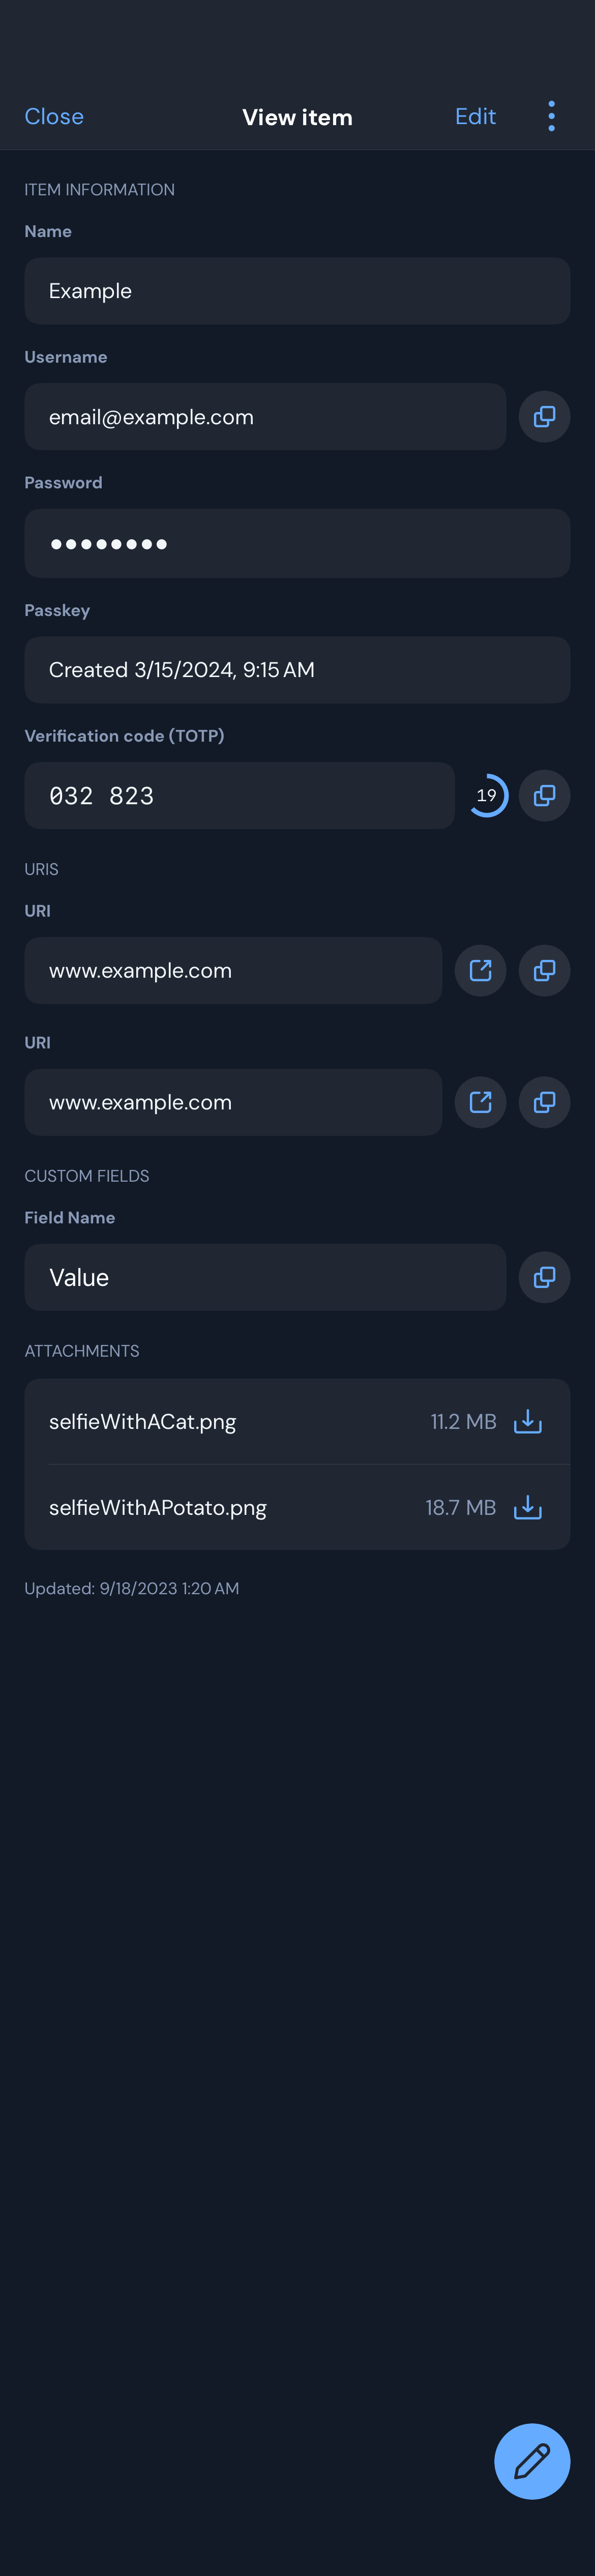 Close View item Edit
ITEM INFORMATION
Name
Example
Username
email@example.com
Password
••••••••
Passkey
Created 3/15/2024, 9:15 AM
Verification code (TOTP)
032 823 19
URIS
URI
www.example.com
URI
www.example.com
CUSTOM FIELDS
Field Name
Value
ATTACHMENTS
selfieWithACat.png 11.2 MB
selfieWithAPotato.png 18.7 MB
Updated: 9/18/2023 1:20 AM